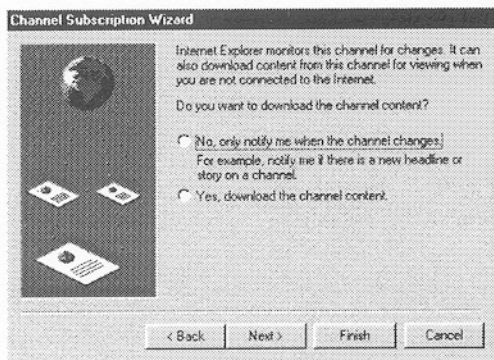 Channel Subscription Wizard
Internet Explorer monitors this channel for changes. It can
also download content from this channel for viewing when
you are not connected to the Internet.
Do you want to download the channel content?
No, only notify me when the channel changes.
For example, notify me if there is a new headline or
story on a channel.
Yes, download the channel content.
< Back Next > Finish Cancel